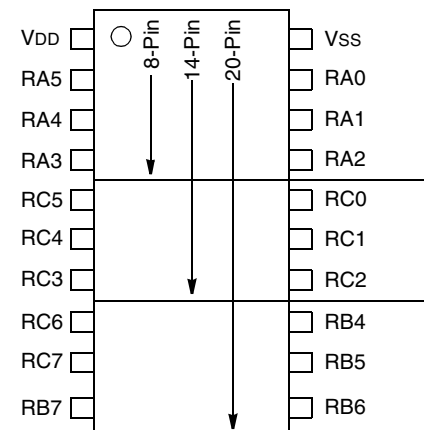 VDD 8-Pin 14-Pin 20-Pin VSS
RA5 RA0
RA4 RA1
RA3 RA2
RC5 RC0
RC4 RC1
RC3 RC2
RC6 RB4
RC7 RB5
RB7 RB6